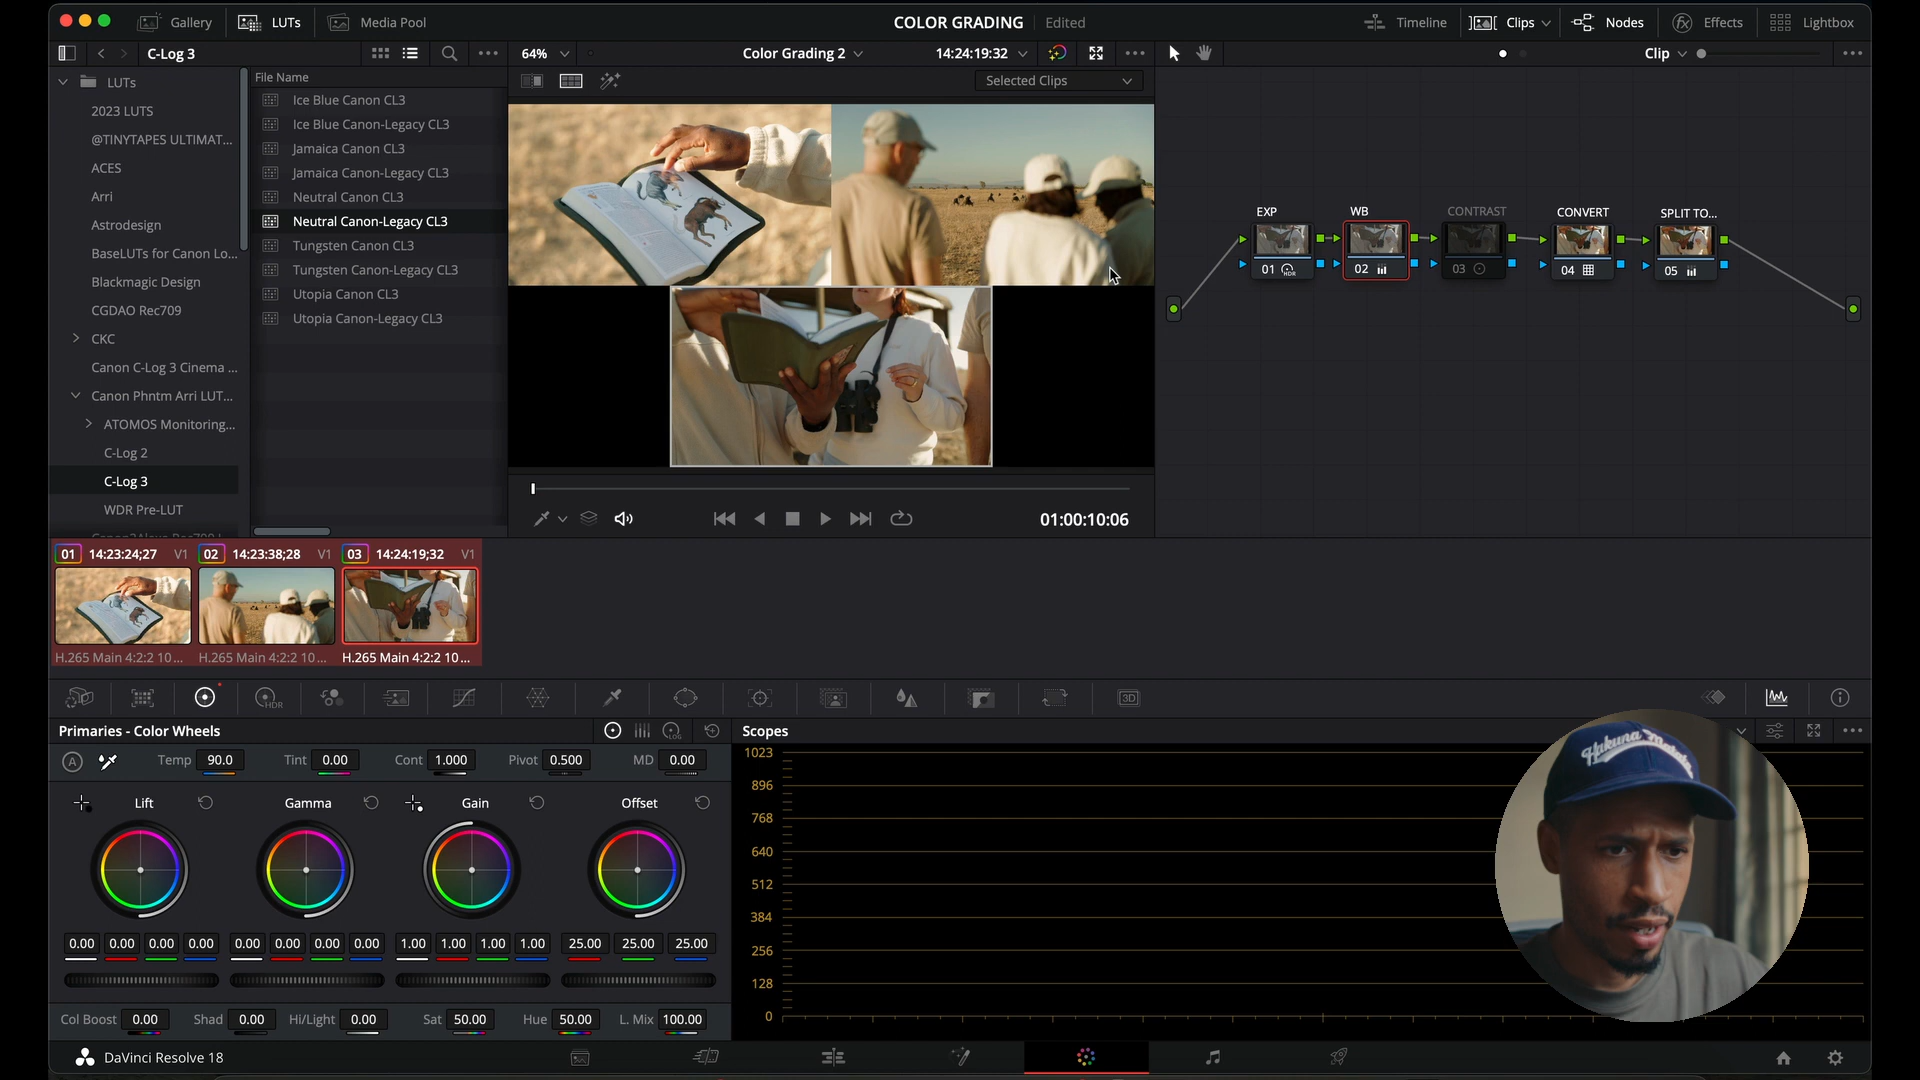 Gallery
LUTs
Media Pool
COLOR GRADING
Edited
Timeline
Clips
Nodes
Effects
Lightbox
C-Log 3
64%
Color Grading 2
14:24:19:32
Clip
Selected Clips
LUTs
2023 LUTS
@TINYTAPES ULTIMAT...
ACES
Arri
Astrodesign
BaseLUTs for Canon Lo...
Blackmagic Design
CGDAO Rec709
CKC
Canon C-Log 3 Cinema ...
Canon Phntm Arri LUT...
ATOMOS Monitoring...
C-Log 2
C-Log 3
WDR Pre-LUT
File Name
Ice Blue Canon CL3
Ice Blue Canon-Legacy CL3
Jamaica Canon CL3
Jamaica Canon-Legacy CL3
Neutral Canon CL3
Neutral Canon-Legacy CL3
Tungsten Canon CL3
Tungsten Canon-Legacy CL3
Utopia Canon CL3
Utopia Canon-Legacy CL3
01:00:10:06
EXP
WB
CONTRAST
CONVERT
SPLIT TO...
01
HDR
02
03
04
05
01 14:23:24;27 V1
02 14:23:38;28 V1
03 14:24:19;32 V1
H.265 Main 4:2:2 10 ...
H.265 Main 4:2:2 10 ...
H.265 Main 4:2:2 10 ...
HDR
3D
Primaries - Color Wheels
LOG
A
Temp 90.0
Tint 0.00
Cont 1.000
Pivot 0.500
MD 0.00
Lift
Gamma
Gain
Offset
0.00 0.00 0.00 0.00
0.00 0.00 0.00 0.00
1.00 1.00 1.00 1.00
25.00 25.00 25.00
Col Boost 0.00
Shad 0.00
Hi/Light 0.00
Sat 50.00
Hue 50.00
L. Mix 100.00
Scopes
1023
896
768
640
512
384
256
128
0
Hakuna Matata
DaVinci Resolve 18